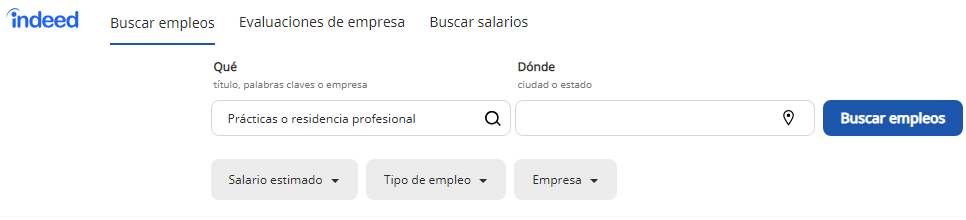 indeed
Buscar empleos Evaluaciones de empresa Buscar salarios
Qué Dónde
título, palabras claves o empresa ciudad o estado
Prácticas o residencia profesional Buscar empleos
Salario estimado Tipo de empleo Empresa